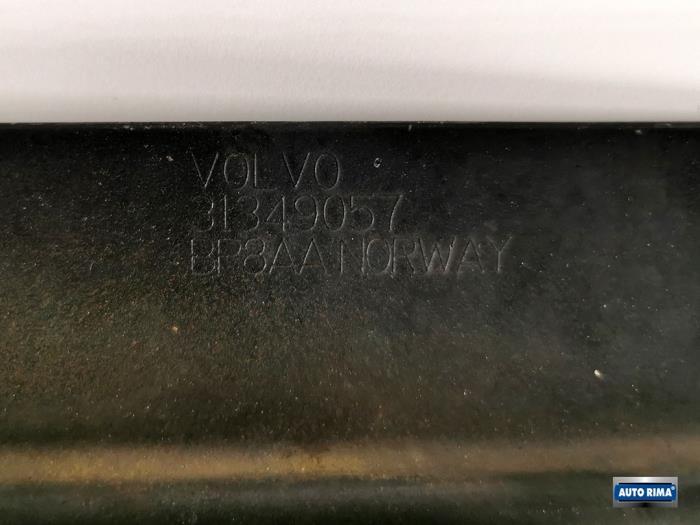 VOLVO
31349057
BP8AA NORWAY
AUTO RIMA